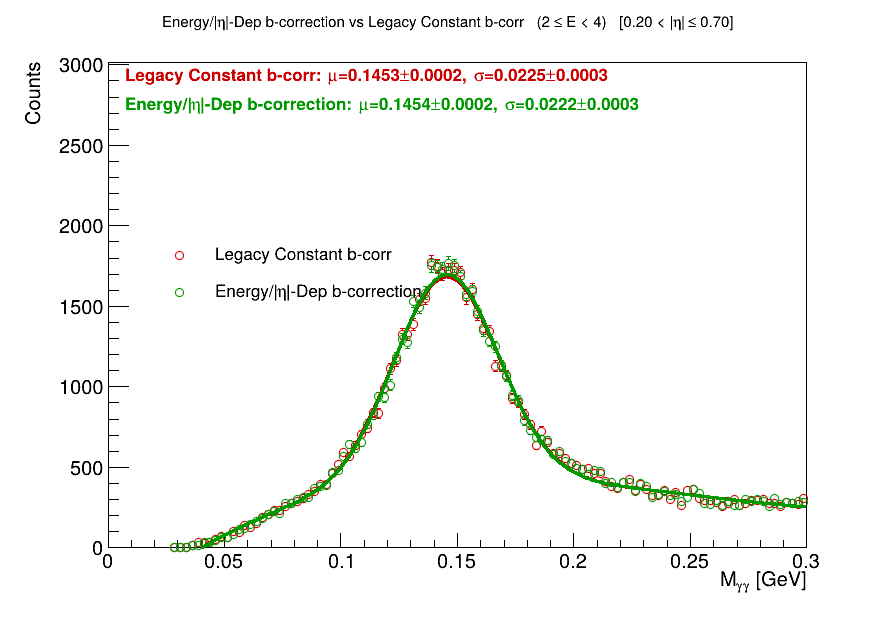 Energy/|η|-Dep b-correction vs Legacy Constant b-corr (2 ≤ E < 4) [0.20 < |η| ≤ 0.70]
Counts
Legacy Constant b-corr: μ=0.1453±0.0002, σ=0.0225±0.0003
Energy/|η|-Dep b-correction: μ=0.1454±0.0002, σ=0.0222±0.0003
Legacy Constant b-corr
Energy/|η|-Dep b-correction
3000
2500
2000
1500
1000
500
0
0 0.05 0.1 0.15 0.2 0.25 0.3
Mγγ [GeV]